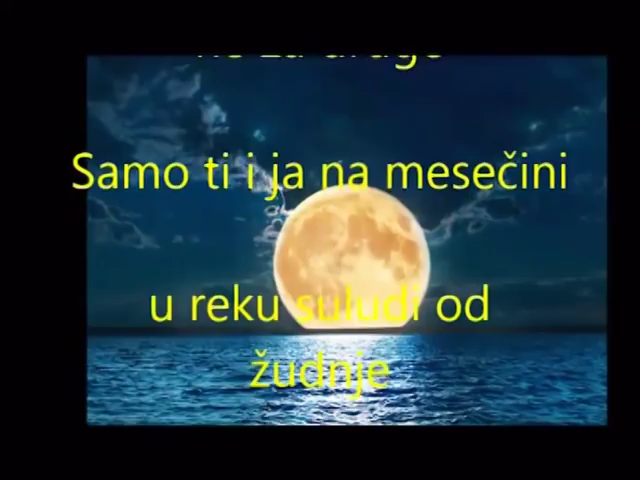 Samo ti i ja na mesečini
u reku suludi od
žudnje